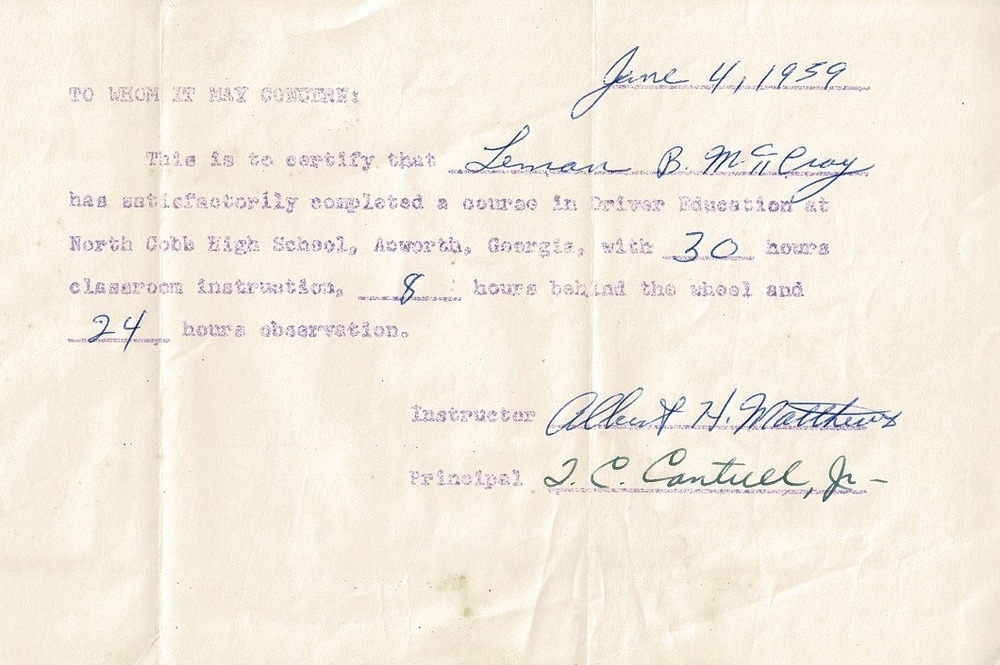 June 4, 1959
TO WHOM IT MAY CONCERN:
This is to certify that Leman B. McElroy
has satisfactorily completed a course in Driver Education at
North Cobb High School, Acworth, Georgia, with 30 hours
classroom instruction, 8 hours behind the wheel and
24 hours observation.
Instructor Albert H. Matthews
Principal T. C. Cantrell, Jr-